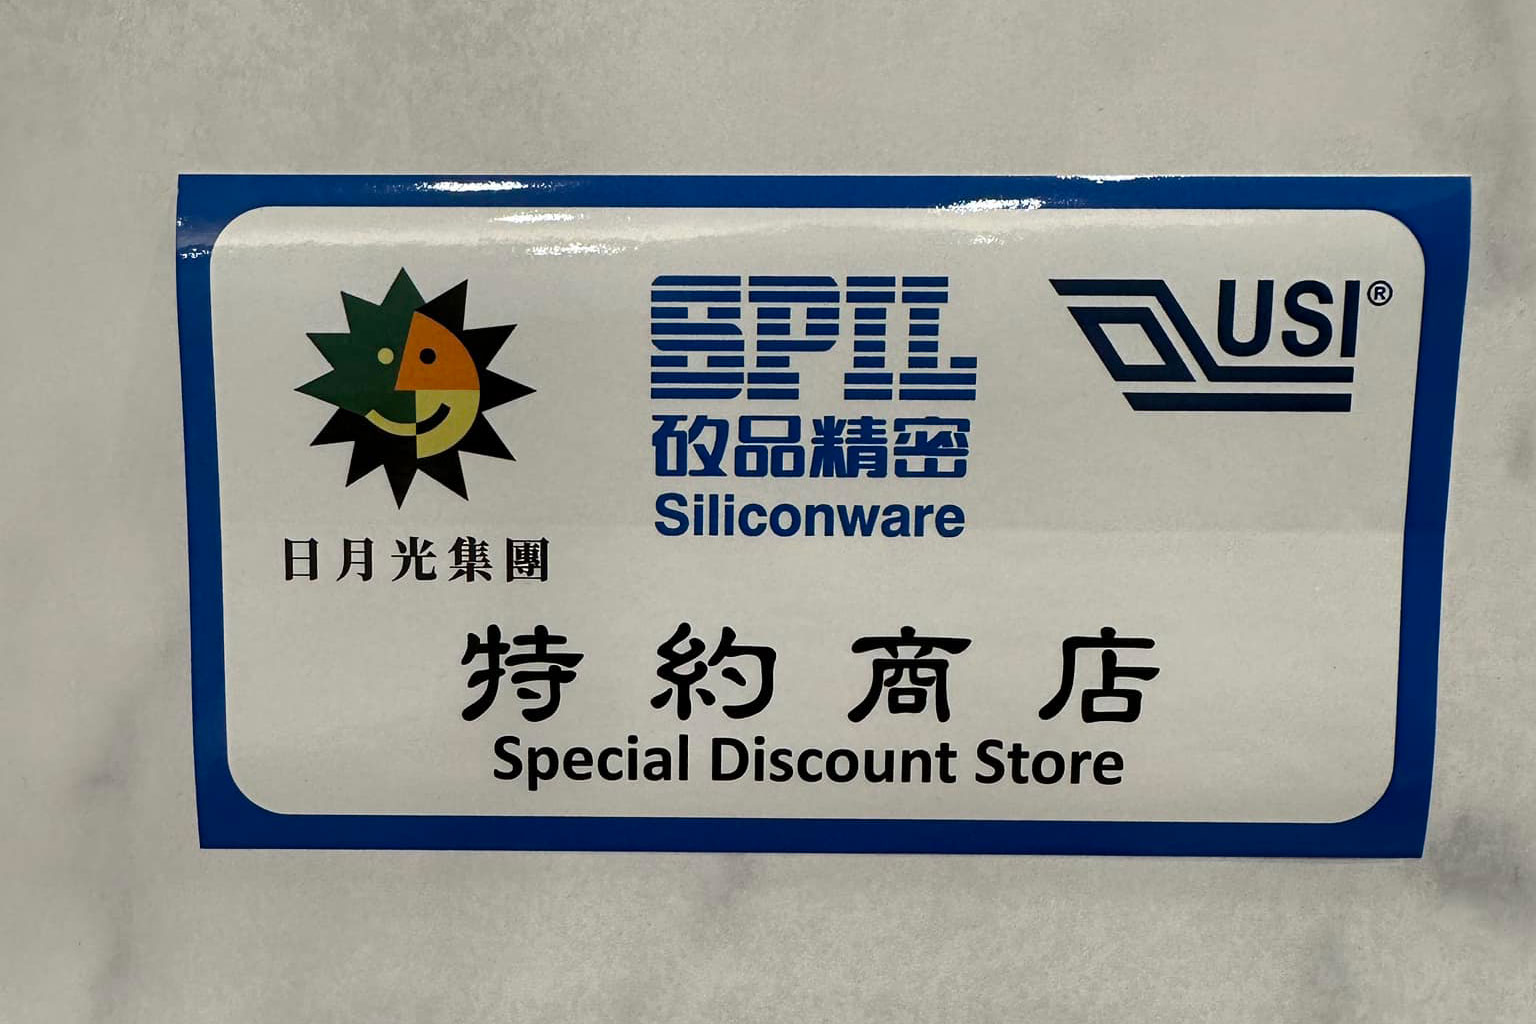 日月光集團
SPIL
矽品精密
Siliconware
USI®
特約商店
Special Discount Store